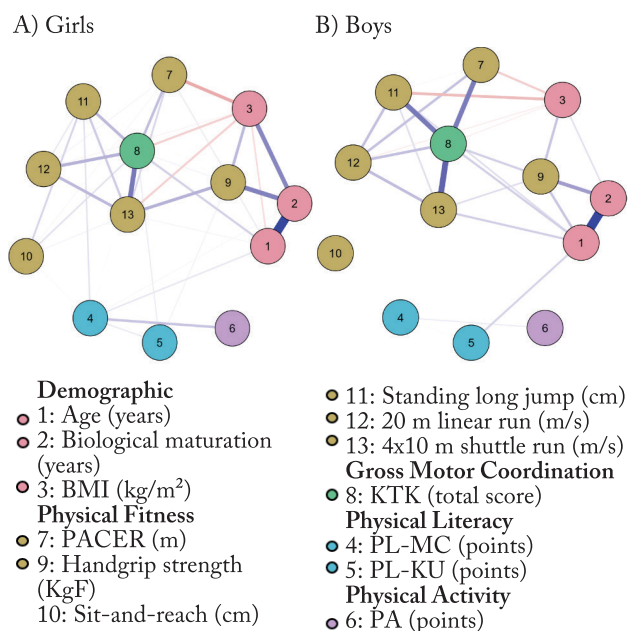 A) Girls
B) Boys
7
11
3
8
12
9
13
2
1
10
4
5
6
7
11
3
8
12
9
2
13
1
10
4
5
6
Demographic
1: Age (years)
2: Biological maturation
(years)
3: BMI (kg/m²)
Physical Fitness
7: PACER (m)
9: Handgrip strength
(KgF)
10: Sit-and-reach (cm)
11: Standing long jump (cm)
12: 20 m linear run (m/s)
13: 4x10 m shuttle run (m/s)
Gross Motor Coordination
8: KTK (total score)
Physical Literacy
4: PL-MC (points)
5: PL-KU (points)
Physical Activity
6: PA (points)